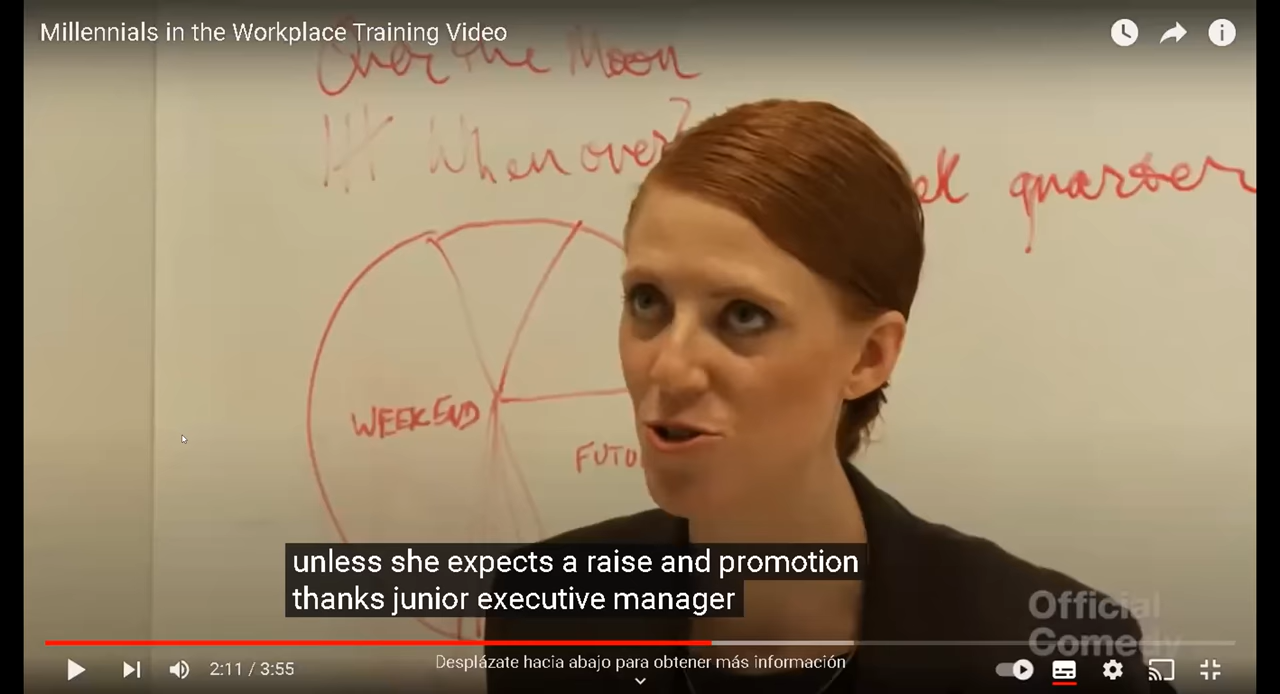 Millennials in the Workplace Training Video
Over the Moon
When over?
quarter
WEEKEND
unless she expects a raise and promotion
thanks junior executive manager
Official
Comedy
2:11 / 3:55
Desplázate hacia abajo para obtener más información